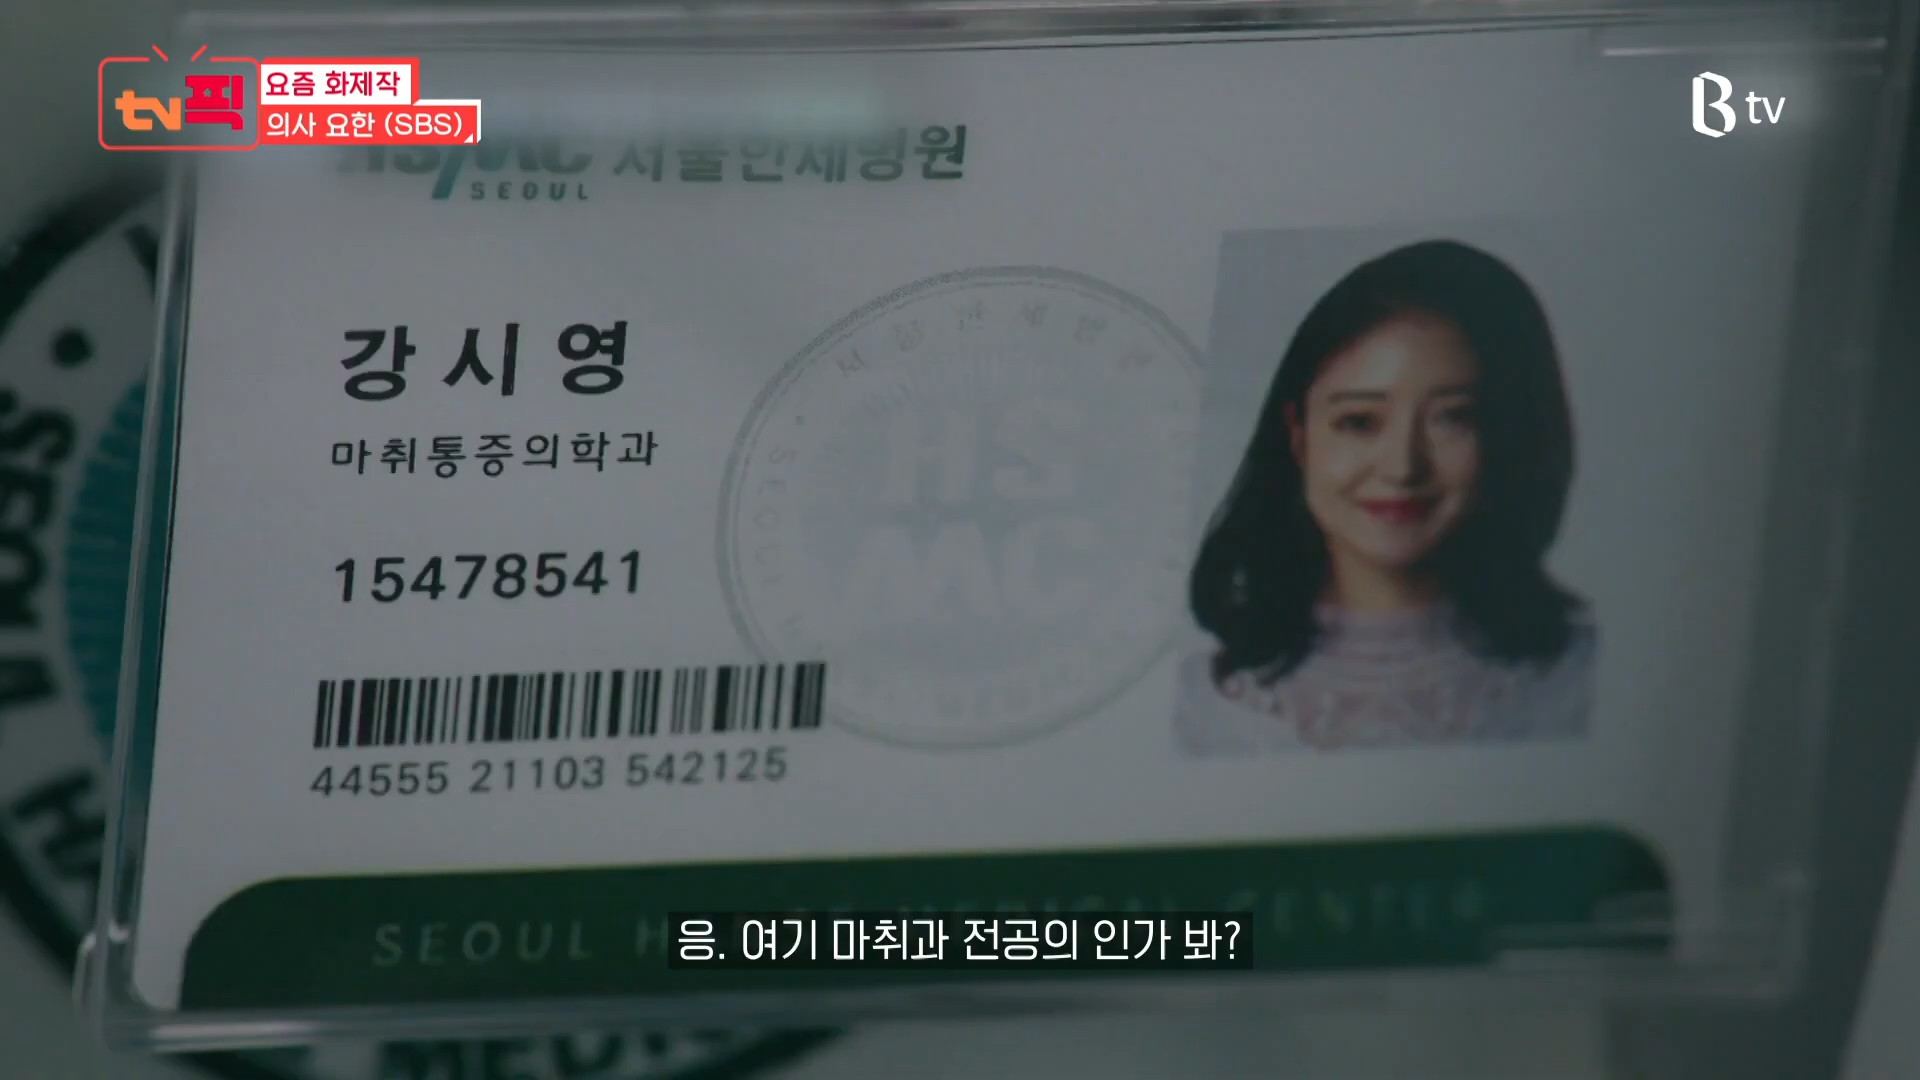 tv픽
요즘 화제작
의사 요한 (SBS)
B tv
SEOUL
서울한세병원
강시영
마취통증의학과
15478541
44555 21103 542125
SEOUL
MEDICAL CENTER
응. 여기 마취과 전공의 인가 봐?